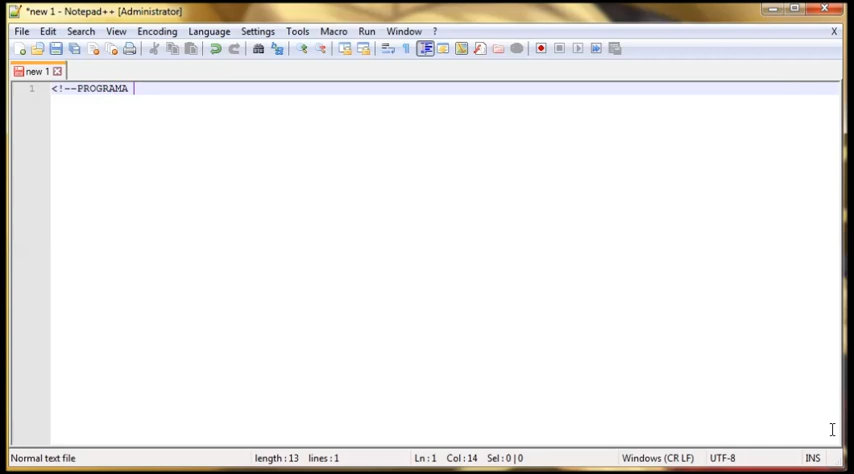 *new 1 - Notepad++ [Administrator]
File Edit Search View Encoding Language Settings Tools Macro Run Window ? X
new 1
1 <!--PROGRAMA
Normal text file length : 13 lines : 1 Ln : 1 Col : 14 Sel : 0 | 0 Windows (CR LF) UTF-8 INS